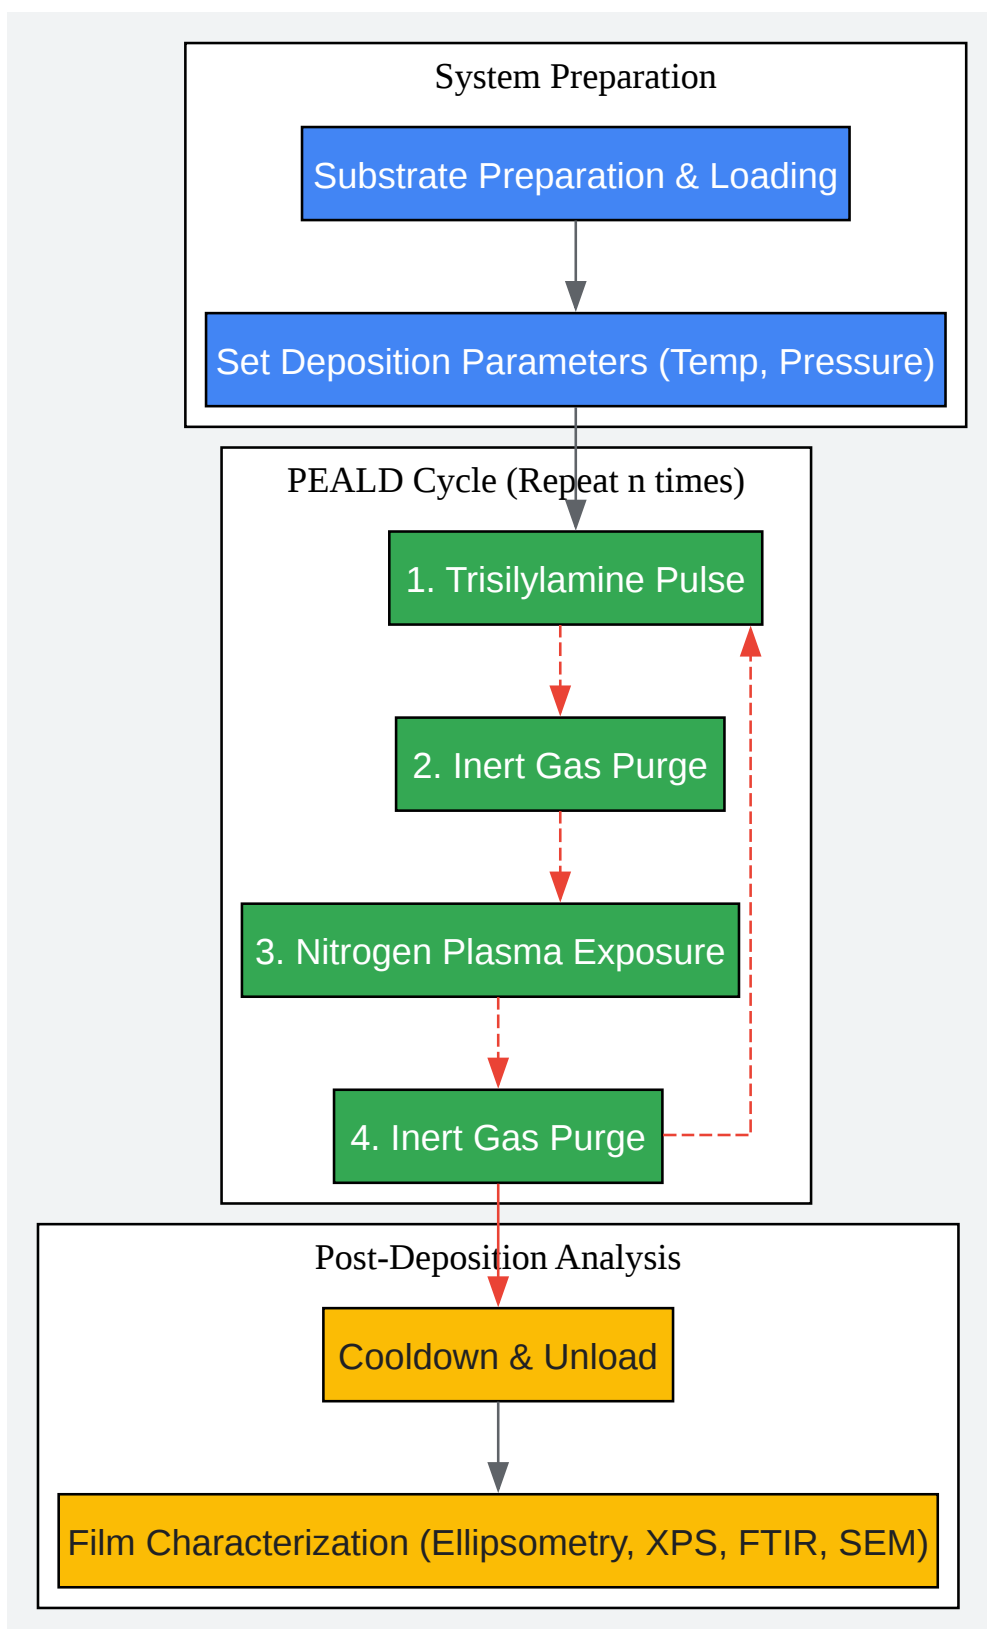 System Preparation
Substrate Preparation & Loading
Set Deposition Parameters (Temp, Pressure)
PEALD Cycle (Repeat n times)
1. Trisilylamine Pulse
2. Inert Gas Purge
3. Nitrogen Plasma Exposure
4. Inert Gas Purge
Post-Deposition Analysis
Cooldown & Unload
Film Characterization (Ellipsometry, XPS, FTIR, SEM)